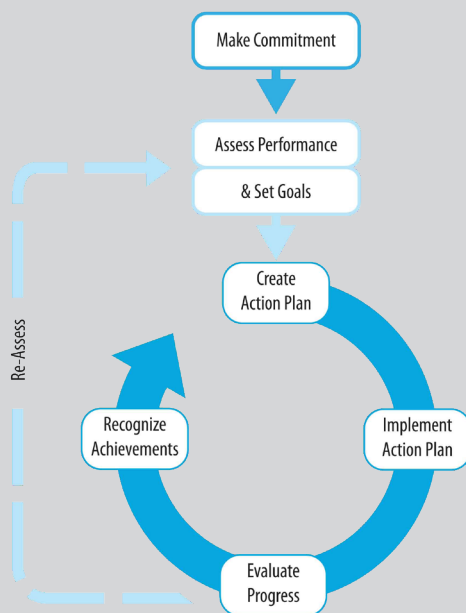 Make Commitment
Assess Performance
& Set Goals
Create
Action Plan
Re-Assess
Recognize
Achievements
Implement
Action Plan
Evaluate
Progress